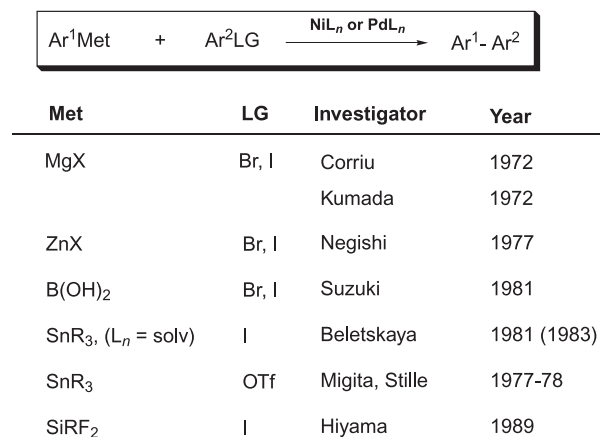 Ar¹Met + Ar²LG NiLₙ or PdLₙ Ar¹- Ar²
Met LG Investigator Year
MgX Br, I Corriu 1972
Kumada 1972
ZnX Br, I Negishi 1977
B(OH)₂ Br, I Suzuki 1981
SnR₃, (Lₙ = solv) I Beletskaya 1981 (1983)
SnR₃ OTf Migita, Stille 1977-78
SiRF₂ I Hiyama 1989